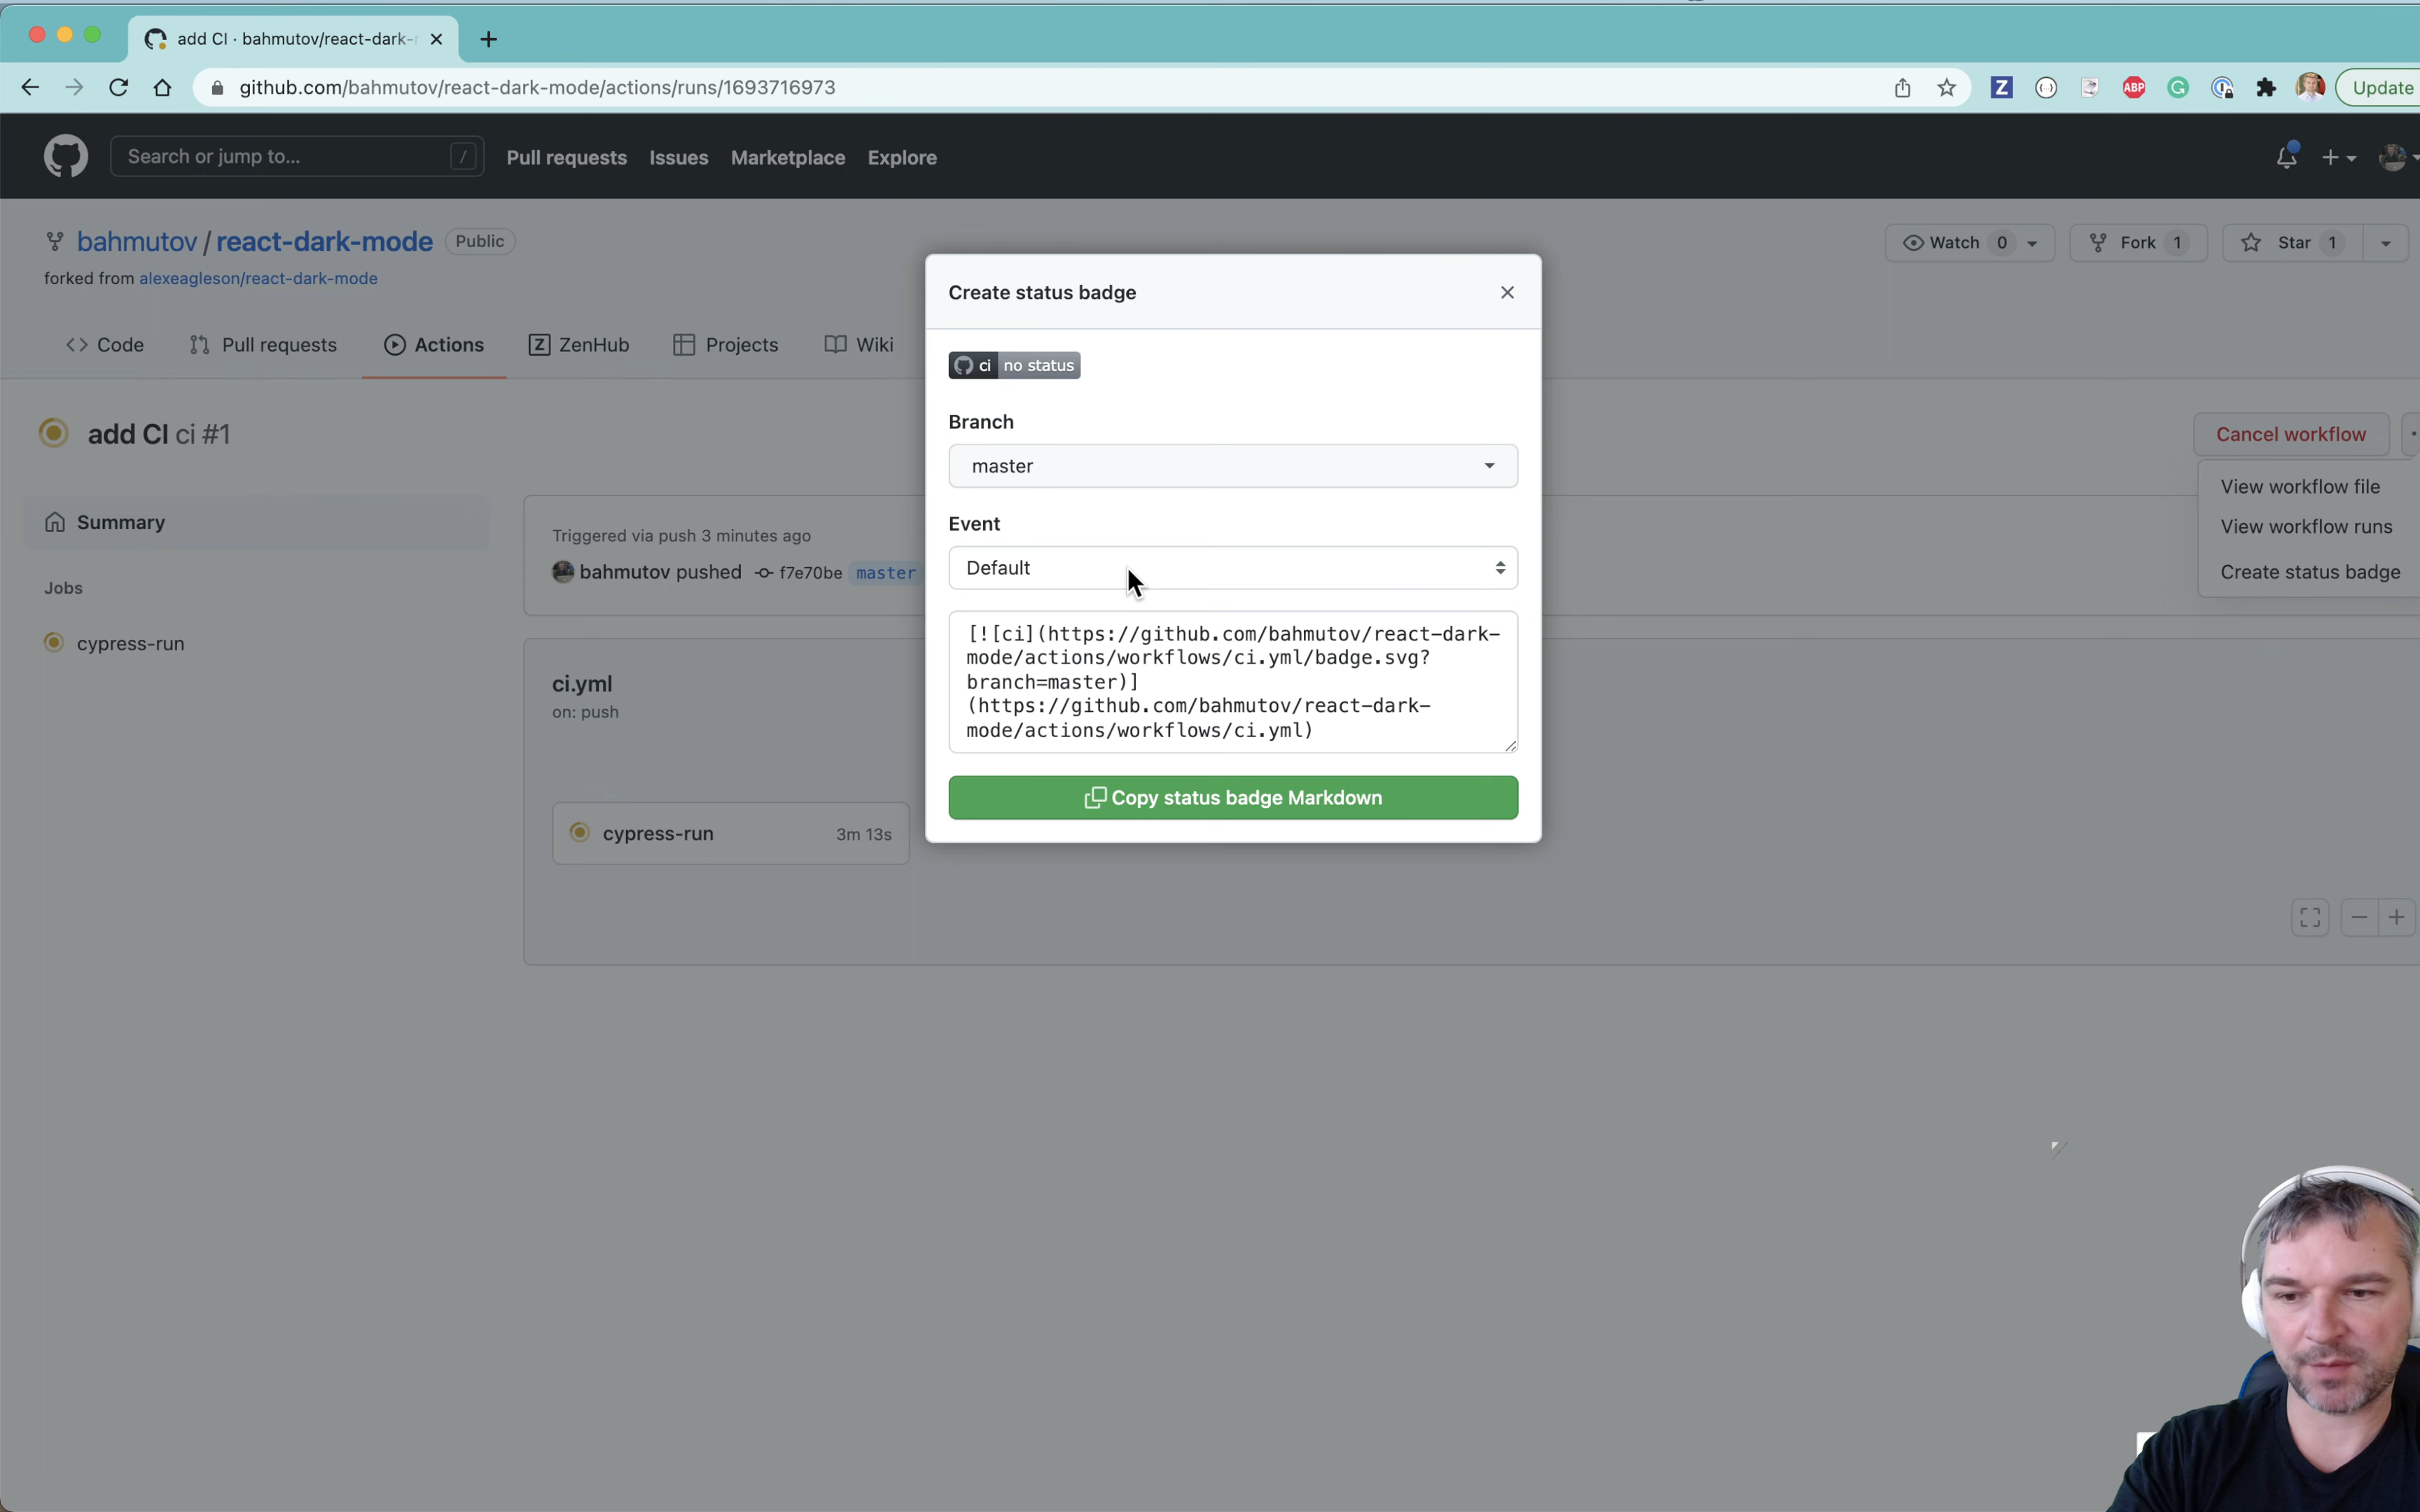 add CI · bahmutov/react-dark-
github.com/bahmutov/react-dark-mode/actions/runs/1693716973
Z
ABP
G
Update
Search or jump to...
/
Pull requests
Issues
Marketplace
Explore
bahmutov / react-dark-mode
Public
forked from alexeagleson/react-dark-mode
Watch 0
Fork 1
Star 1
Code
Pull requests
Actions
Z ZenHub
Projects
Wiki
add CI ci #1
Cancel workflow
View workflow file
View workflow runs
Create status badge
Summary
Jobs
cypress-run
Triggered via push 3 minutes ago
bahmutov pushed f7e70be master
ci.yml
on: push
cypress-run 3m 13s
Create status badge
ci no status
Branch
master
Event
Default
[![ci](https://github.com/bahmutov/react-dark-
mode/actions/workflows/ci.yml/badge.svg?
branch=master)]
(https://github.com/bahmutov/react-dark-
mode/actions/workflows/ci.yml)
Copy status badge Markdown